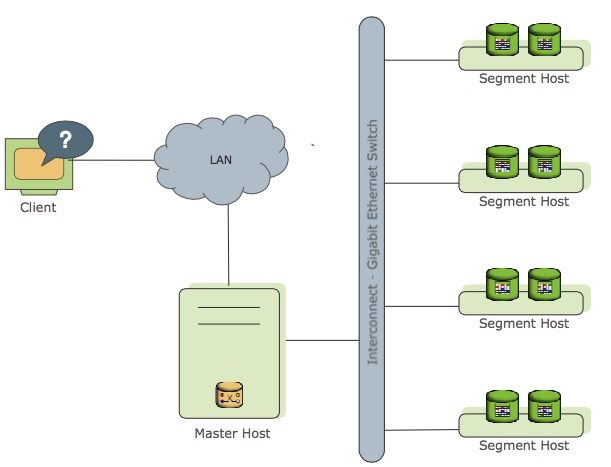 ?
Client
LAN
Master Host
Interconnect - Gigabit Ethernet Switch
Segment Host
Segment Host
Segment Host
Segment Host